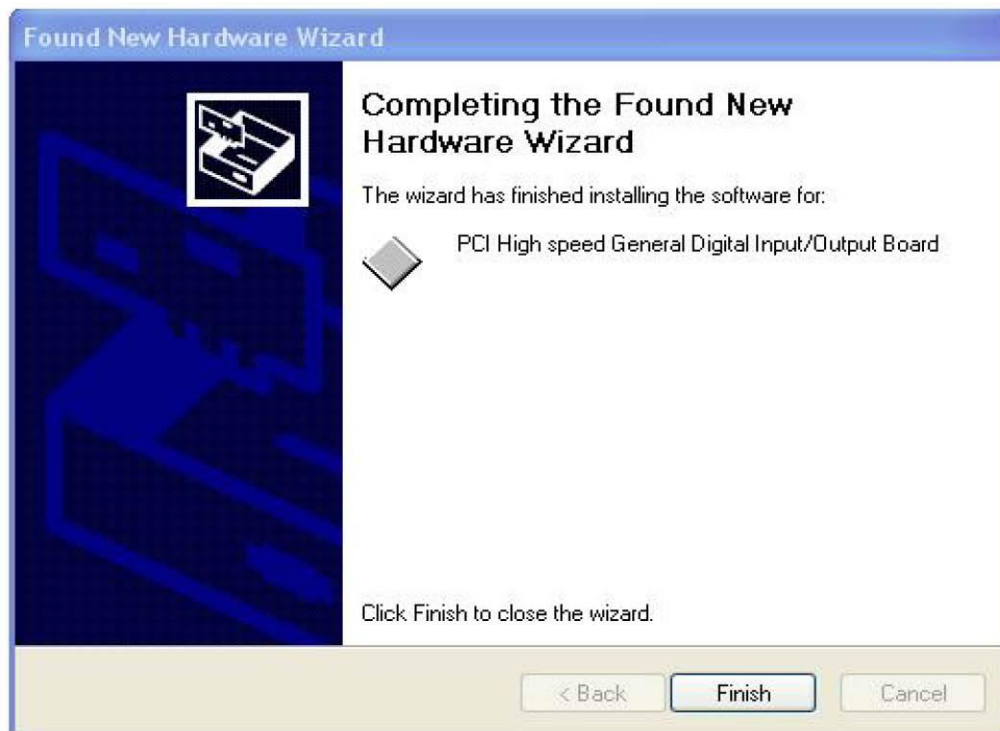 Found New Hardware Wizard
Completing the Found New
Hardware Wizard
The wizard has finished installing the software for:
PCI High speed General Digital Input/Output Board
Click Finish to close the wizard.
< Back
Finish
Cancel